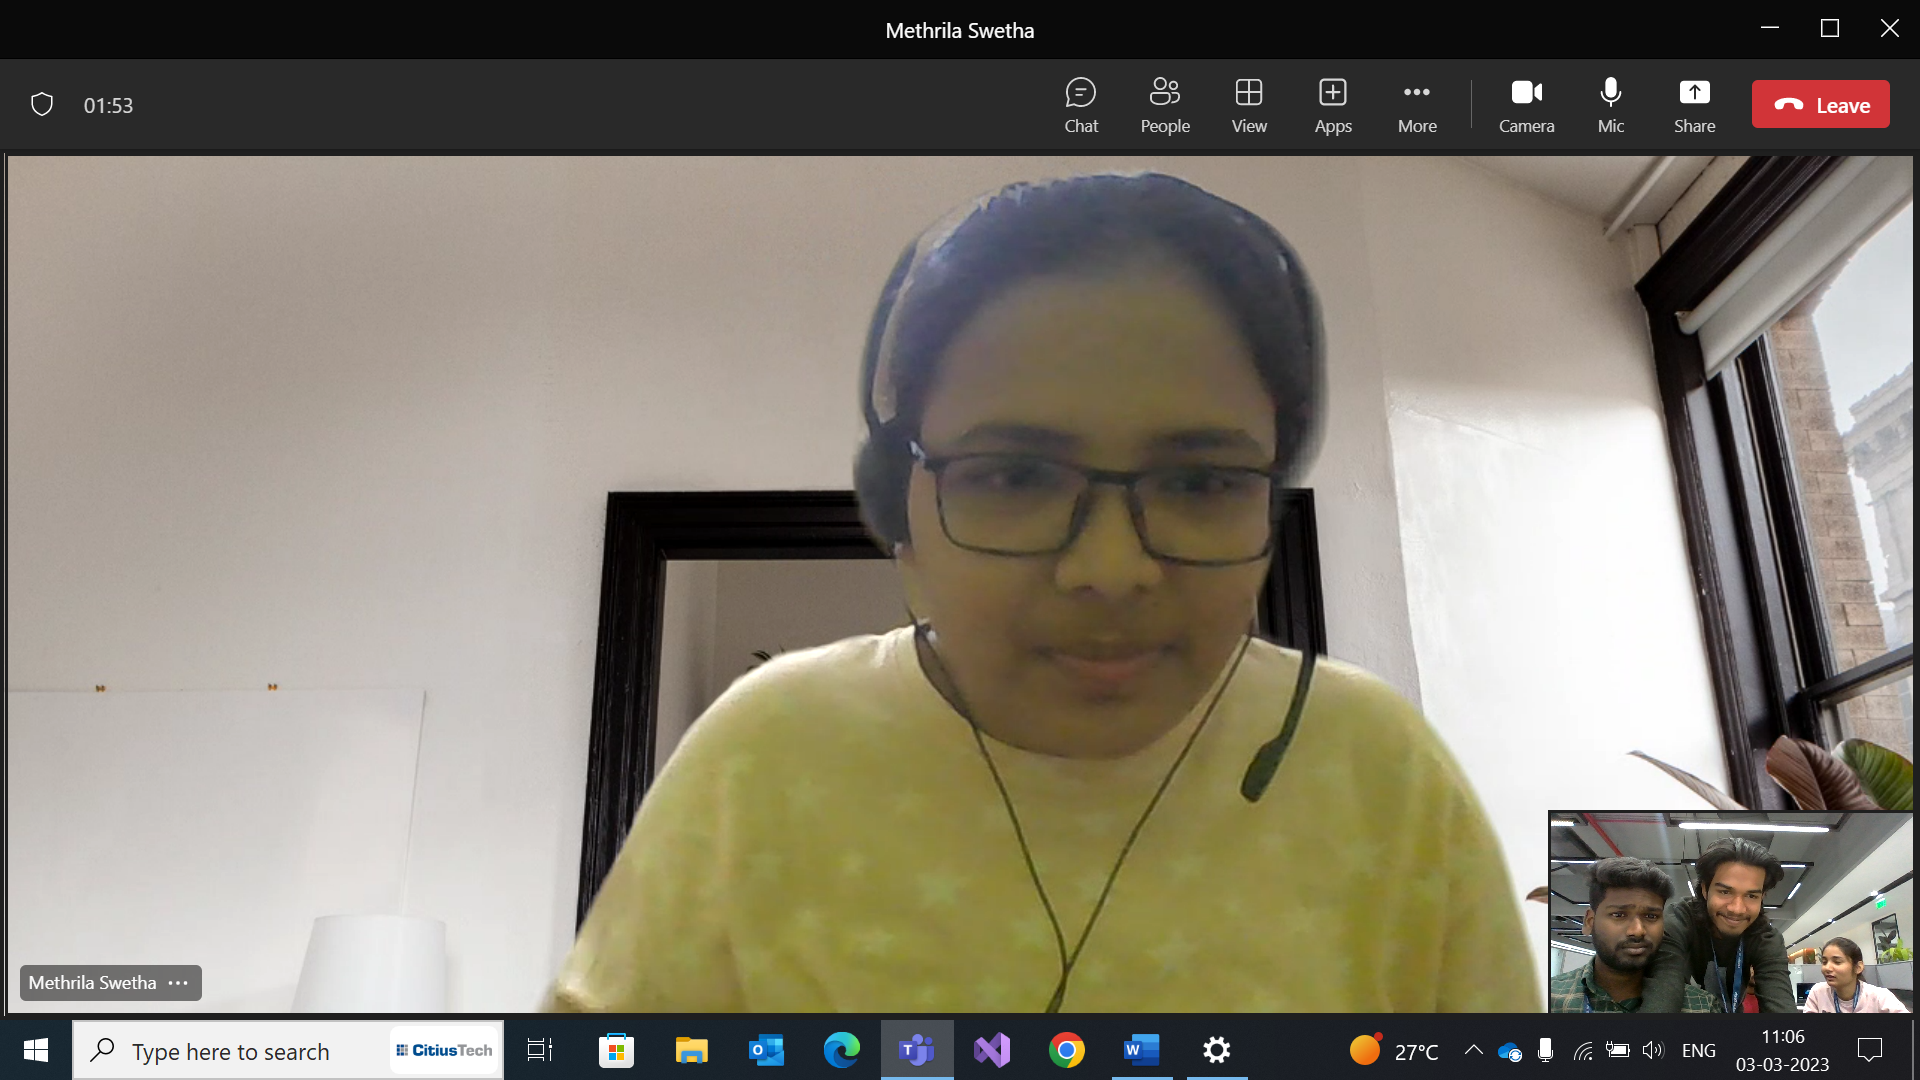 Methrila Swetha
01:53
Chat
People
View
Apps
More
Camera
Mic
Share
Leave
Methrila Swetha
Type here to search
CitiusTech
27°C
ENG
11:06
03-03-2023